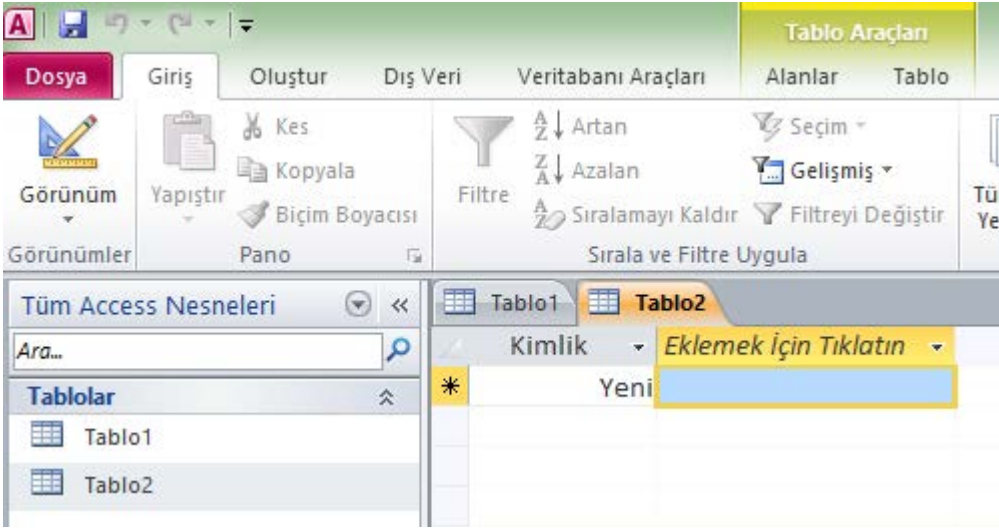 Tablo Araçları
Dosya Giriş Oluştur Dış Veri Veritabanı Araçları Alanlar Tablo
Görünüm
Yapıştır
Kes
Kopyala
Biçim Boyacısı
Filtre
Artan
Azalan
Sıralamayı Kaldır
Seçim
Gelişmiş
Filtreyi Değiştir
Görünümler Pano Sırala ve Filtre Uygula
Tüm Access Nesneleri
Ara...
Tablolar
Tablo1
Tablo2
Tablo1 Tablo2
Kimlik Eklemek İçin Tıklatın
Yeni